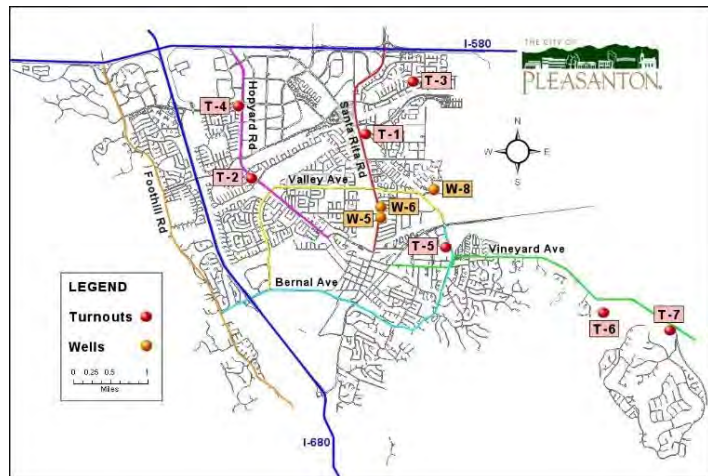 I-580
THE CITY OF
PLEASANTON
T-3
T-4
Hopyard Rd
Santa Rita Rd
T-1
N
W E
S
T-2
Valley Ave
W-8
Foothill Rd
W-6
W-5
T-5
Vineyard Ave
LEGEND
Turnouts
Wells
0 0.25 0.5 1
Miles
Bernal Ave
T-7
T-6
I-680